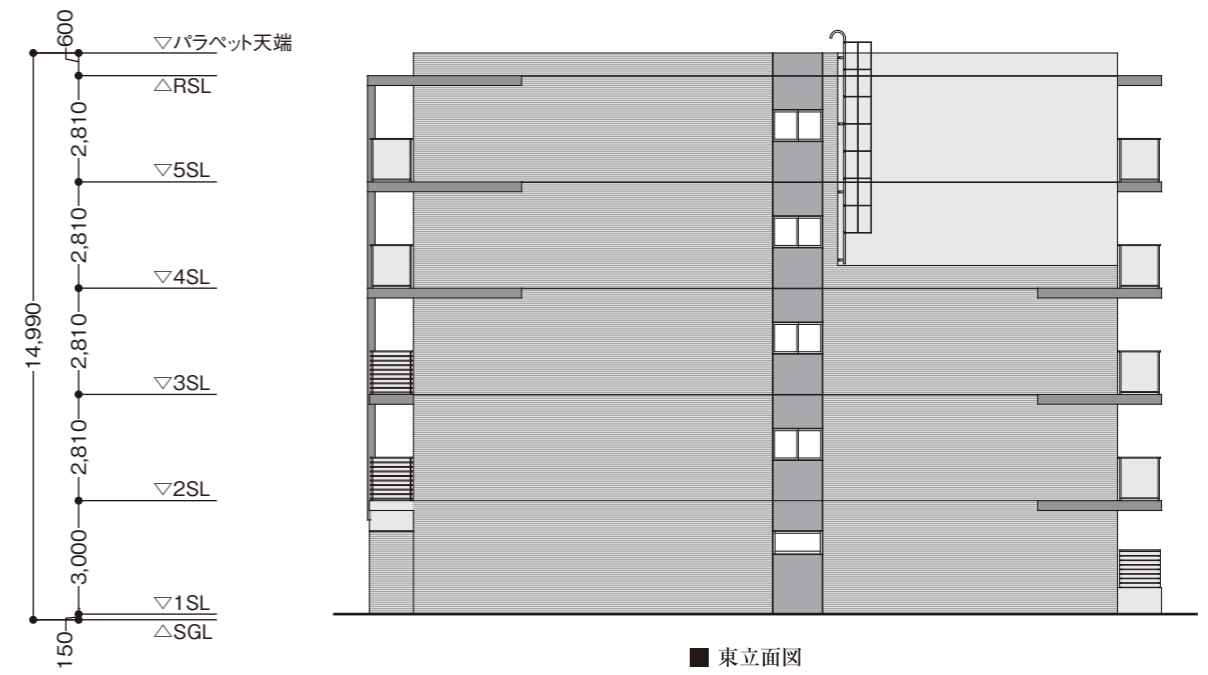 600
▽パラペット天端
△RSL
2,810
▽5SL
2,810
▽4SL
14,990
2,810
▽3SL
2,810
▽2SL
3,000
▽1SL
△SGL
150
■ 東立面図